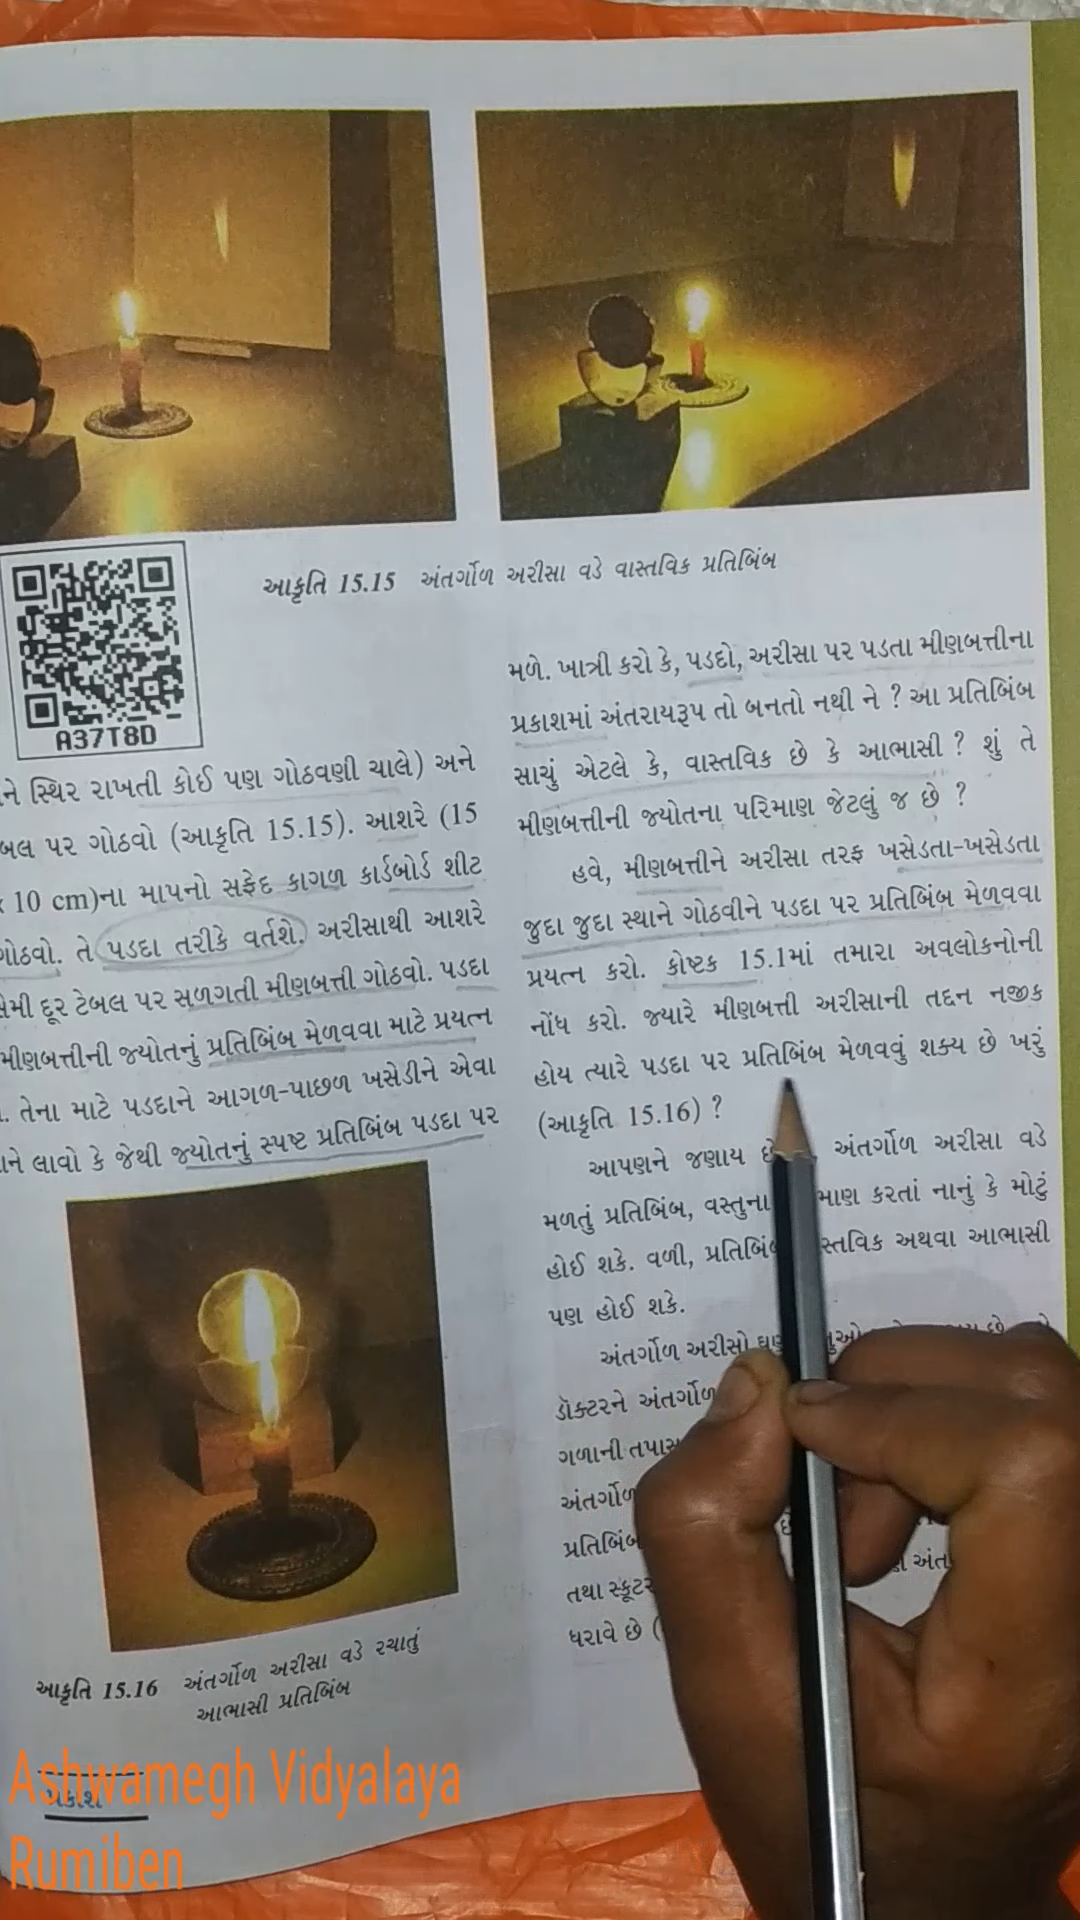 આકૃતિ 15.15 અંતર્ગોળ અરીસા વડે વાસ્તવિક પ્રતિબિંબ
A37T8D
ને સ્થિર રાખતી કોઈ પણ ગોઠવણી ચાલે) અને
બલ પર ગોઠવો (આકૃતિ 15.15). આશરે (15
10 cm)ના માપનો સફેદ કાગળ કાર્ડબોર્ડ શીટ
ગોઠવો. તે પડદા તરીકે વર્તશે. અરીસાથી આશરે
સેમી દૂર ટેબલ પર સળગતી મીણબત્તી ગોઠવો. પડદા
મીણબત્તીની જ્યોતનું પ્રતિબિંબ મેળવવા માટે પ્રયત્ન
. તેના માટે પડદાને આગળ-પાછળ ખસેડીને એવા
ને લાવો કે જેથી જ્યોતનું સ્પષ્ટ પ્રતિબિંબ પડદા પર
આકૃતિ 15.16 અંતર્ગોળ અરીસા વડે રચાતું
આભાસી પ્રતિબિંબ
મળે. ખાત્રી કરો કે, પડદો, અરીસા પર પડતા મીણબત્તીના
પ્રકાશમાં અંતરાયરૂપ તો બનતો નથી ને ? આ પ્રતિબિંબ
સાચું એટલે કે, વાસ્તવિક છે કે આભાસી ? શું તે
મીણબત્તીની જ્યોતના પરિમાણ જેટલું જ છે ?
હવે, મીણબત્તીને અરીસા તરફ ખસેડતા-ખસેડતા
જુદા જુદા સ્થાને ગોઠવીને પડદા પર પ્રતિબિંબ મેળવવા
પ્રયત્ન કરો. કોષ્ટક 15.1માં તમારા અવલોકનોની
નોંધ કરો. જ્યારે મીણબત્તી અરીસાની તદ્દન નજીક
હોય ત્યારે પડદા પર પ્રતિબિંબ મેળવવું શક્ય છે ખરું
(આકૃતિ 15.16) ?
આપણને જણાય છે અંતર્ગોળ અરીસા વડે
મળતું પ્રતિબિંબ, વસ્તુના માણ કરતાં નાનું કે મોટું
હોઈ શકે. વળી, પ્રતિબિં સ્તવિક અથવા આભાસી
પણ હોઈ શકે.
અંતર્ગોળ અરીસો
ડૉક્ટરને અંતર્ગોળ
ગળાની તપાસ
અંતર્ગોળ
પ્રતિબિંબ અંત
તથા સ્કૂટર
ધરાવે છે (
પ્રકાશ
Ashwamegh Vidyalaya
Rumiben